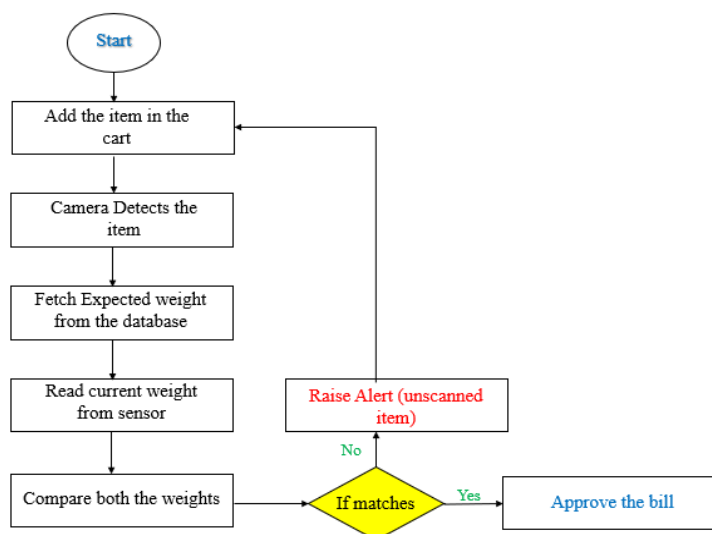 Start
Add the item in the
cart
Camera Detects the
item
Fetch Expected weight
from the database
Read current weight
from sensor
Raise Alert (unscanned
item)
No
Compare both the weights
If matches
Yes
Approve the bill